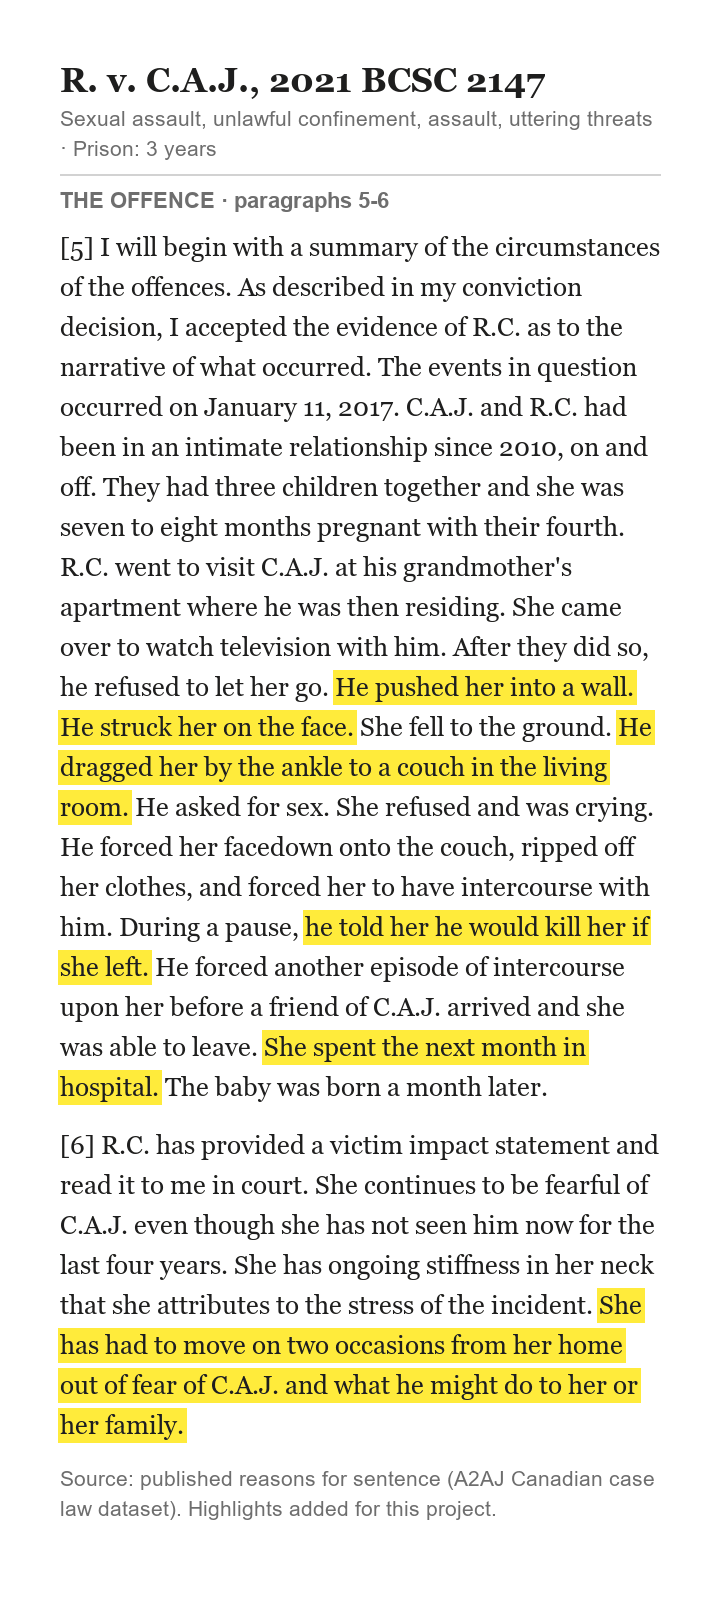 R. v. C.A.J., 2021 BCSC 2147
Sexual assault, unlawful confinement, assault, uttering threats
· Prison: 3 years
THE OFFENCE · paragraphs 5-6
[5] I will begin with a summary of the circumstances
of the offences. As described in my conviction
decision, I accepted the evidence of R.C. as to the
narrative of what occurred. The events in question
occurred on January 11, 2017. C.A.J. and R.C. had
been in an intimate relationship since 2010, on and
off. They had three children together and she was
seven to eight months pregnant with their fourth.
R.C. went to visit C.A.J. at his grandmother's
apartment where he was then residing. She came
over to watch television with him. After they did so,
he refused to let her go. He pushed her into a wall.
He struck her on the face. She fell to the ground. He
dragged her by the ankle to a couch in the living
room. He asked for sex. She refused and was crying.
He forced her facedown onto the couch, ripped off
her clothes, and forced her to have intercourse with
him. During a pause, he told her he would kill her if
she left. He forced another episode of intercourse
upon her before a friend of C.A.J. arrived and she
was able to leave. She spent the next month in
hospital. The baby was born a month later.
[6] R.C. has provided a victim impact statement and
read it to me in court. She continues to be fearful of
C.A.J. even though she has not seen him now for the
last four years. She has ongoing stiffness in her neck
that she attributes to the stress of the incident. She
has had to move on two occasions from her home
out of fear of C.A.J. and what he might do to her or
her family.
Source: published reasons for sentence (A2AJ Canadian case
law dataset). Highlights added for this project.